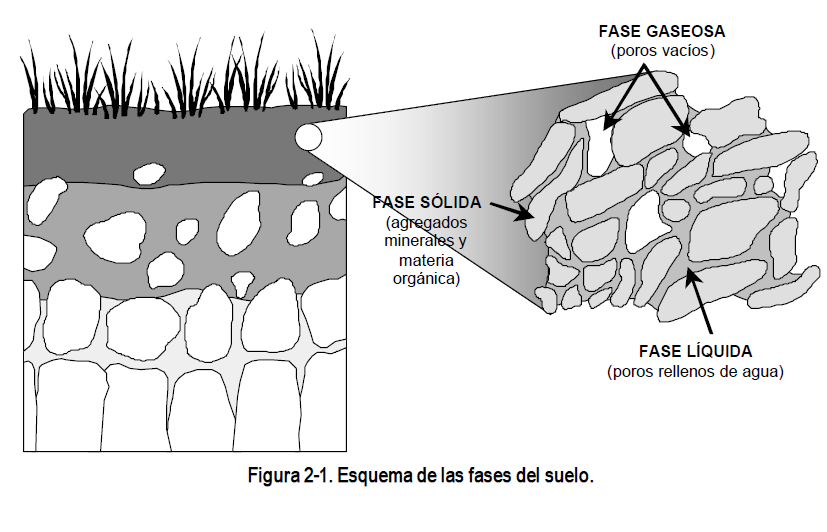 FASE GASEOSA
(poros vacíos)
FASE SÓLIDA
(agregados
minerales y
materia
orgánica)
FASE LÍQUIDA
(poros rellenos de agua)
Figura 2-1. Esquema de las fases del suelo.